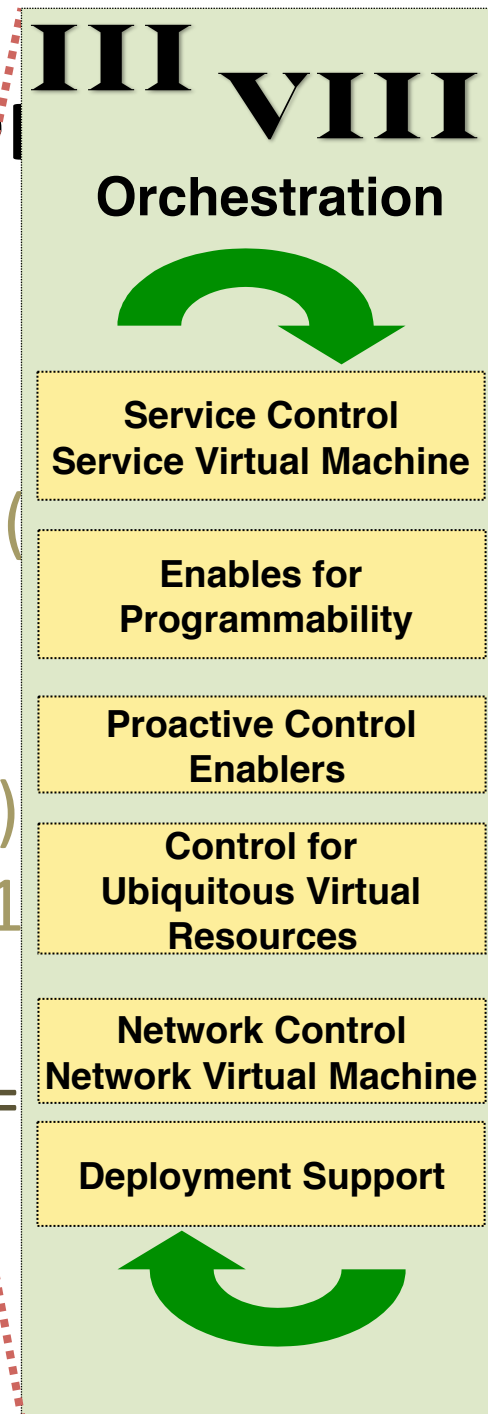 III
VIII
Orchestration
Service Control
Service Virtual Machine
(
Enables for
Programmability
Proactive Control
Enablers
)
Control for
Ubiquitous Virtual
1
Resources
Network Control
Network Virtual Machine
=
Deployment Support